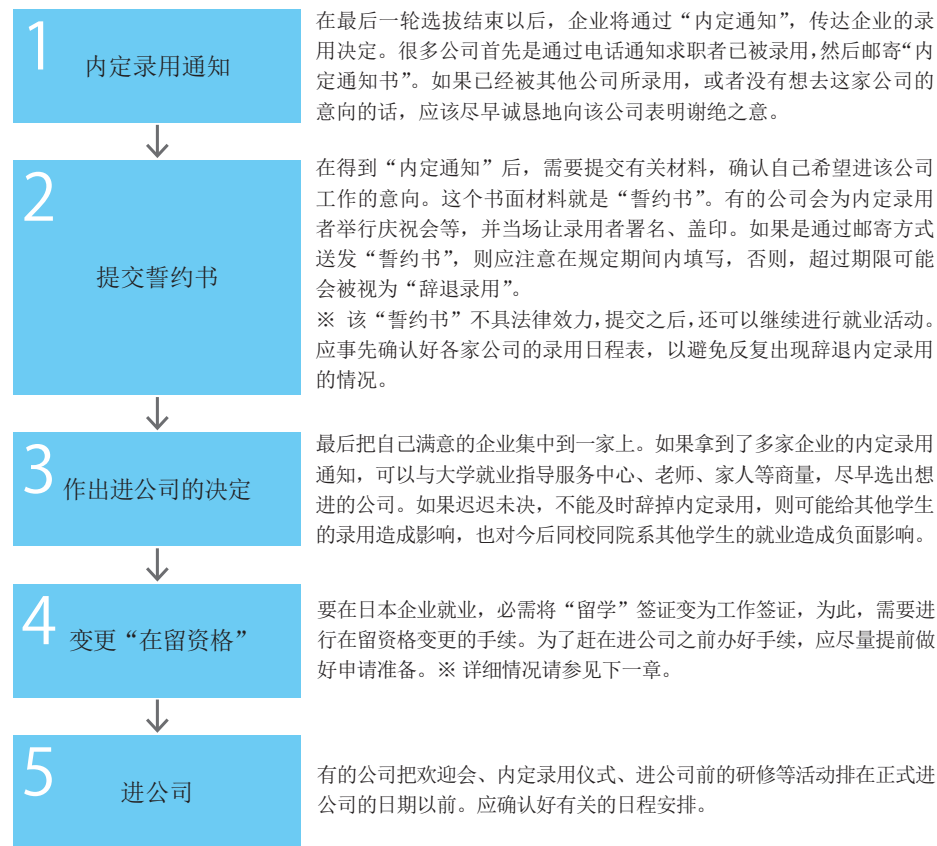 1
内定录用通知
在最后一轮选拔结束以后，企业将通过“内定通知”，传达企业的录
用决定。很多公司首先是通过电话通知求职者已被录用，然后邮寄“内
定通知书”。如果已经被其他公司所录用，或者没有想去这家公司的
意向的话，应该尽早诚恳地向该公司表明谢绝之意。
2
提交誓约书
在得到“内定通知”后，需要提交有关材料，确认自己希望进该公司
工作的意向。这个书面材料就是“誓约书”。有的公司会为内定录用
者举行庆祝会等，并当场让录用者署名、盖印。如果是通过邮寄方式
送发“誓约书”，则应注意在规定期间内填写，否则，超过期限可能
会被视为“辞退录用”。
※ 该“誓约书”不具法律效力，提交之后，还可以继续进行就业活动。
应事先确认好各家公司的录用日程表，以避免反复出现辞退内定录用
的情况。
3
作出进公司的决定
最后把自己满意的企业集中到一家上。如果拿到了多家企业的内定录用
通知，可以与大学就业指导服务中心、老师、家人等商量，尽早选出想
进的公司。如果迟迟未决，不能及时辞掉内定录用，则可能给其他学生
的录用造成影响，也对今后同校同院系其他学生的就业造成负面影响。
4
变更“在留资格”
要在日本企业就业，必需将“留学”签证变为工作签证，为此，需要进
行在留资格变更的手续。为了赶在进公司之前办好手续，应尽量提前做
好申请准备。※ 详细情况请参见下一章。
5
进公司
有的公司把欢迎会、内定录用仪式、进公司前的研修等活动排在正式进
公司的日期以前。应确认好有关的日程安排。